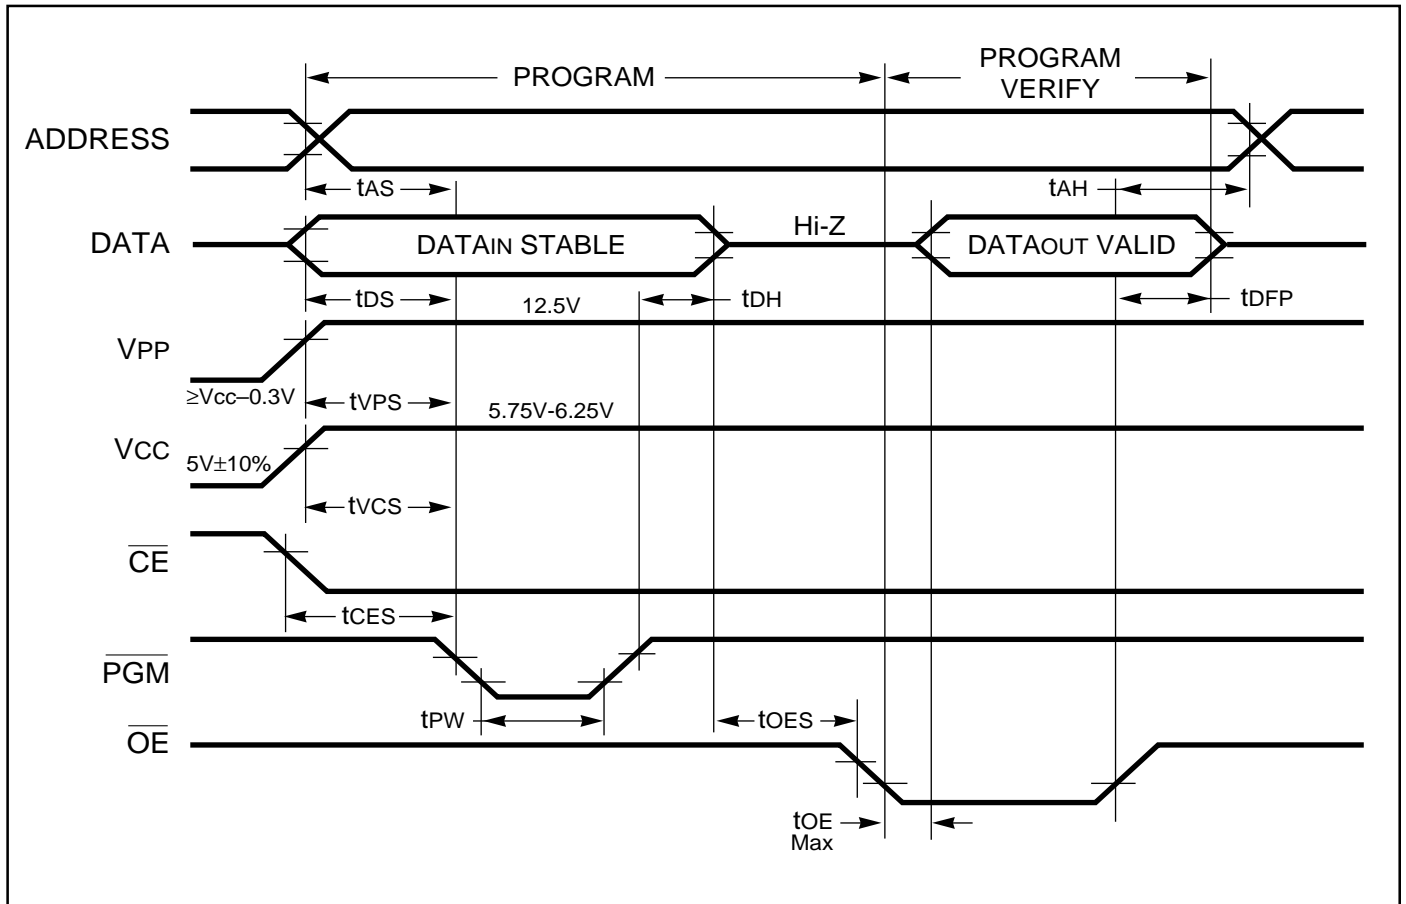 PROGRAM
PROGRAM
VERIFY
ADDRESS
tAS
tAH
DATA
DATAIN STABLE
Hi-Z
DATAOUT VALID
tDS
12.5V
tDH
tDFP
VPP
≥Vcc–0.3V
tVPS
5.75V-6.25V
VCC
5V±10%
tVCS
CE
tCES
PGM
tPW
tOES
OE
tOE
Max